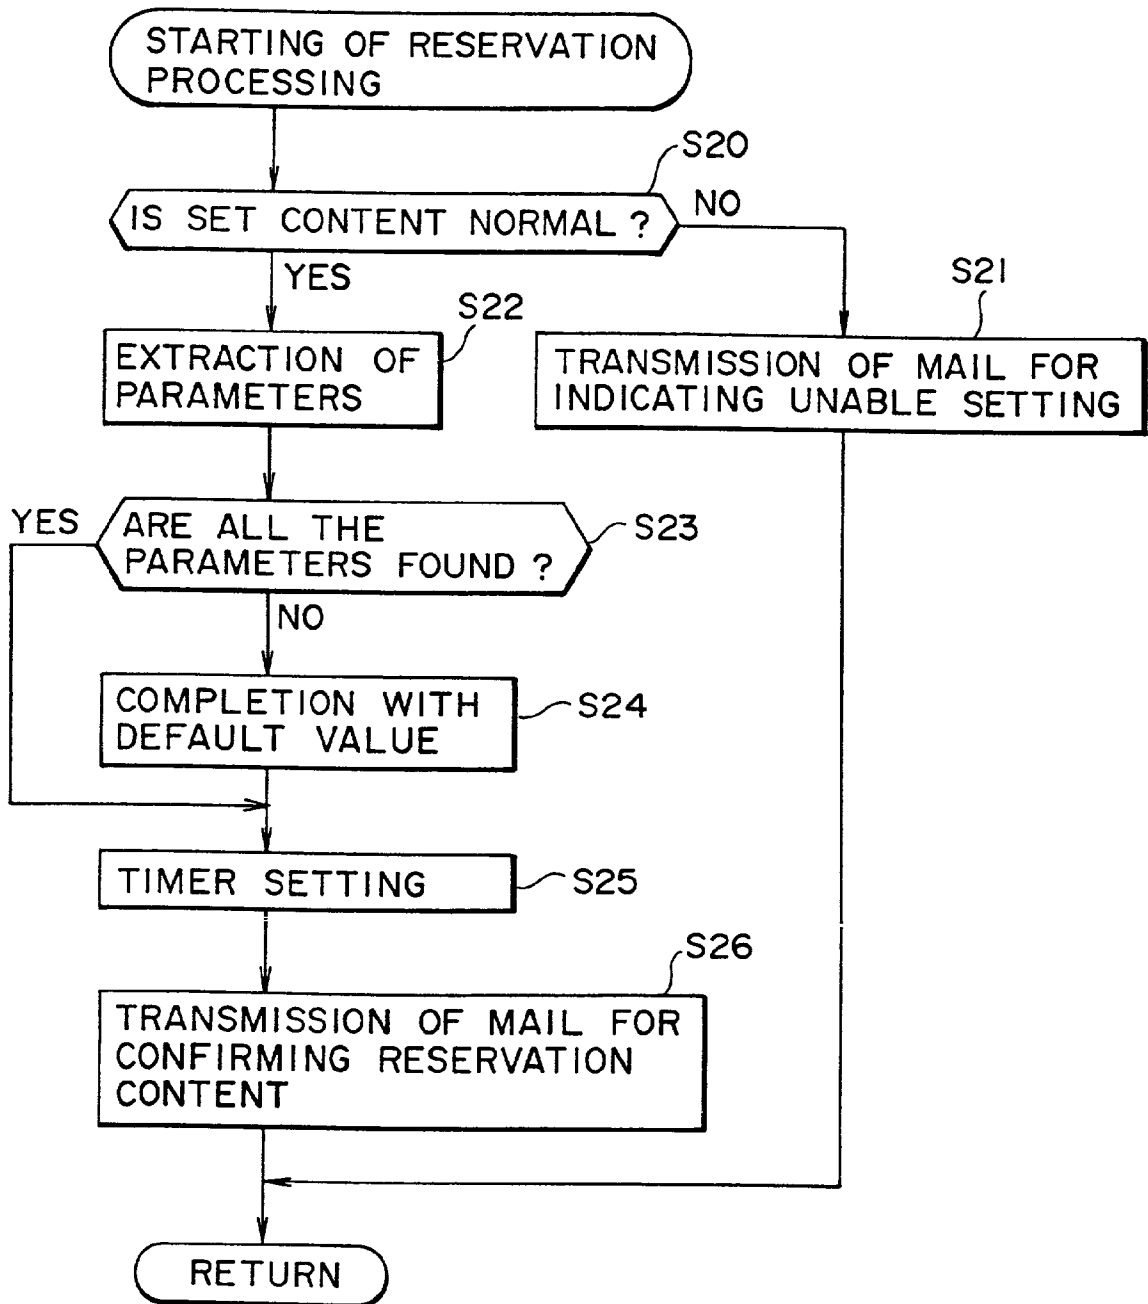 STARTING OF RESERVATION
PROCESSING
S20
IS SET CONTENT NORMAL ?
NO
YES
S21
S22
EXTRACTION OF
PARAMETERS
TRANSMISSION OF MAIL FOR
INDICATING UNABLE SETTING
YES
ARE ALL THE
PARAMETERS FOUND ?
S23
NO
COMPLETION WITH
DEFAULT VALUE
S24
TIMER SETTING
S25
S26
TRANSMISSION OF MAIL FOR
CONFIRMING RESERVATION
CONTENT
RETURN